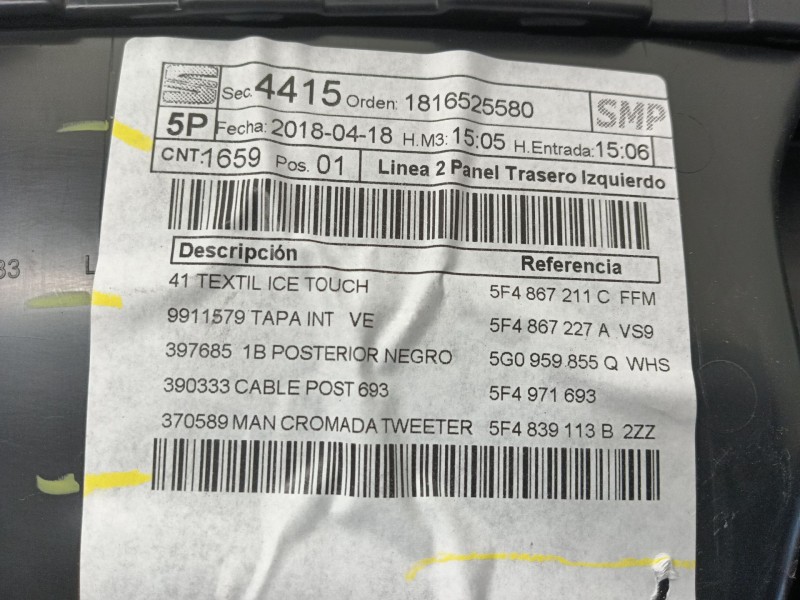 Sec. 4415 Orden: 1816525580 SMP
5P Fecha: 2018-04-18 H.M3: 15:05 H.Entrada: 15:06
CNT: 1659 Pos. 01 Linea 2 Panel Trasero Izquierdo
Descripción Referencia
41 TEXTIL ICE TOUCH 5F4 867 211 C FFM
9911579 TAPA INT VE 5F4 867 227 A VS9
397685 1B POSTERIOR NEGRO 5G0 959 855 Q WHS
390333 CABLE POST 693 5F4 971 693
370589 MAN CROMADA TWEETER 5F4 839 113 B 2ZZ